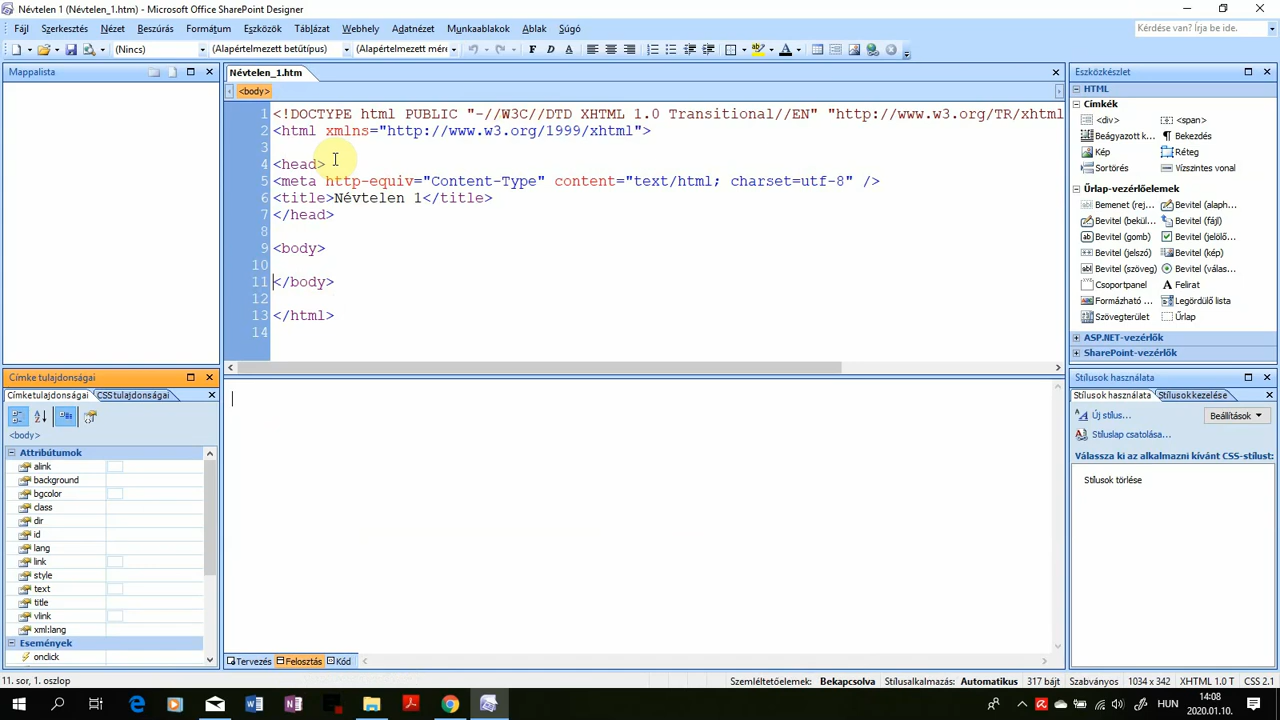 Névtelen 1 (Névtelen_1.htm) - Microsoft Office SharePoint Designer
Fájl Szerkesztés Nézet Beszúrás Formátum Eszközök Táblázat Webhely Adatnézet Munkaablakok Ablak Súgó
Kérdése van? Írja be ide.
(Nincs) (Alapértelmezett betűtípus) (Alapértelmezett mére
Mappalista
Névtelen_1.htm
<body>
1 <!DOCTYPE html PUBLIC "-//W3C//DTD XHTML 1.0 Transitional//EN" "http://www.w3.org/TR/xhtml
2 <html xmlns="http://www.w3.org/1999/xhtml">
3
4 <head>
5 <meta http-equiv="Content-Type" content="text/html; charset=utf-8" />
6 <title>Névtelen 1</title>
7 </head>
8
9 <body>
10
11 </body>
12
13 </html>
14
Tervezés Felosztás Kód
Címke tulajdonságai
Címke tulajdonságai CSS tulajdonságai
<body>
Attribútumok
alink
background
bgcolor
class
dir
id
lang
link
style
text
title
vlink
xml:lang
Események
onclick
Eszközkészlet
HTML
Címkék
<div> <span>
Beágyazott k... Bekezdés
Kép Réteg
Sortörés Vízszintes vonal
Űrlap-vezérlőelemek
Bemenet (rej... Bevitel (alaph...
Bevitel (bekül... Bevitel (fájl)
Bevitel (gomb) Bevitel (jelölő...
Bevitel (jelszó) Bevitel (kép)
Bevitel (szöveg) Bevitel (válas...
Csoportpanel Felirat
Formázható ... Legördülő lista
Szövegterület Űrlap
ASP.NET-vezérlők
SharePoint-vezérlők
Stílusok használata
Stílusok használata Stílusok kezelése
Új stílus... Beállítások
Stíluslap csatolása...
Válassza ki az alkalmazni kívánt CSS-stílust:
Stílusok törlése
11. sor, 1. oszlop Szemléltetőelemek: Bekapcsolva Stílusalkalmazás: Automatikus 317 bájt Szabványos 1034 x 342 XHTML 1.0 T CSS 2.1
HUN
14:08
2020.01.10.